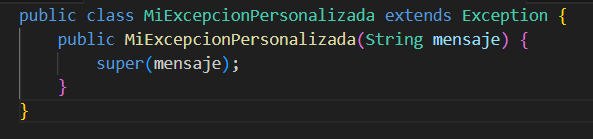 public class MiExcepcionPersonalizada extends Exception {
    public MiExcepcionPersonalizada(String mensaje) {
        super(mensaje);
    }
}